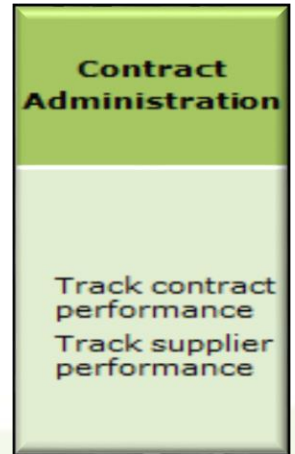 Contract
Administration
Track contract
performance
Track supplier
performance